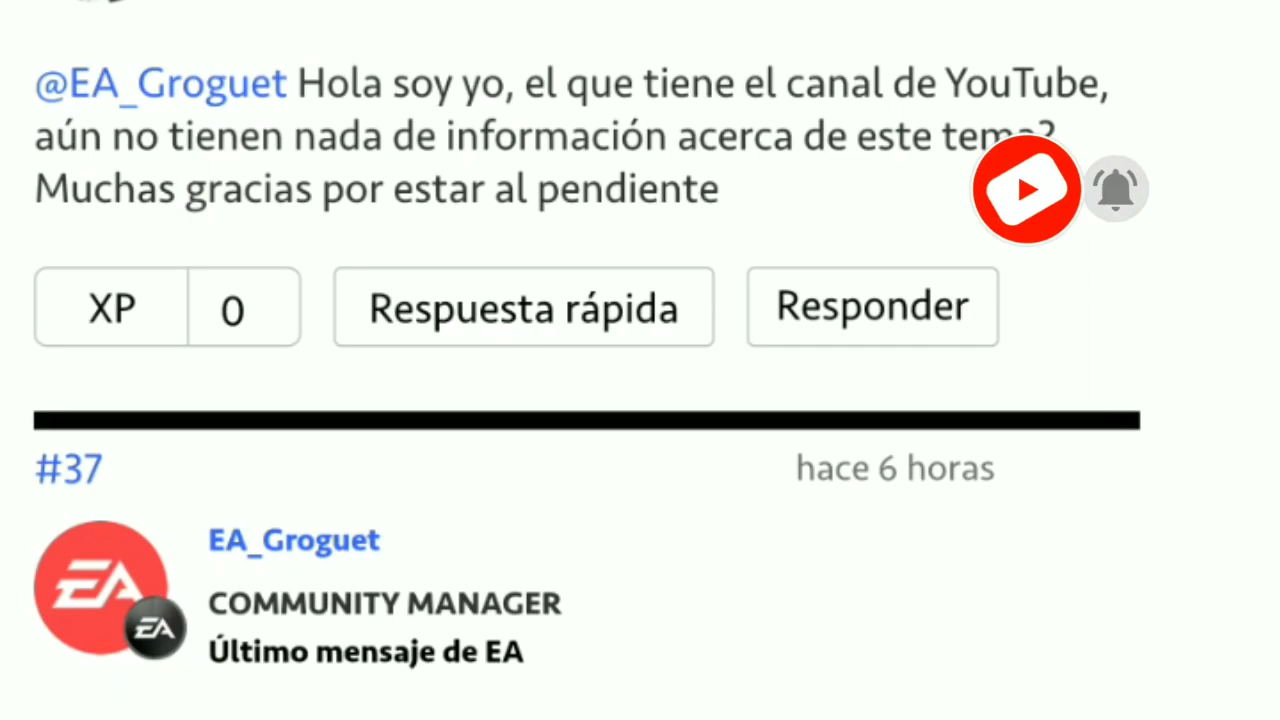 @EA_Groguet Hola soy yo, el que tiene el canal de YouTube,
aún no tienen nada de información acerca de este tema?
Muchas gracias por estar al pendiente
XP 0 Respuesta rápida Responder
#37 hace 6 horas
EA EA_Groguet
COMMUNITY MANAGER
EA Último mensaje de EA